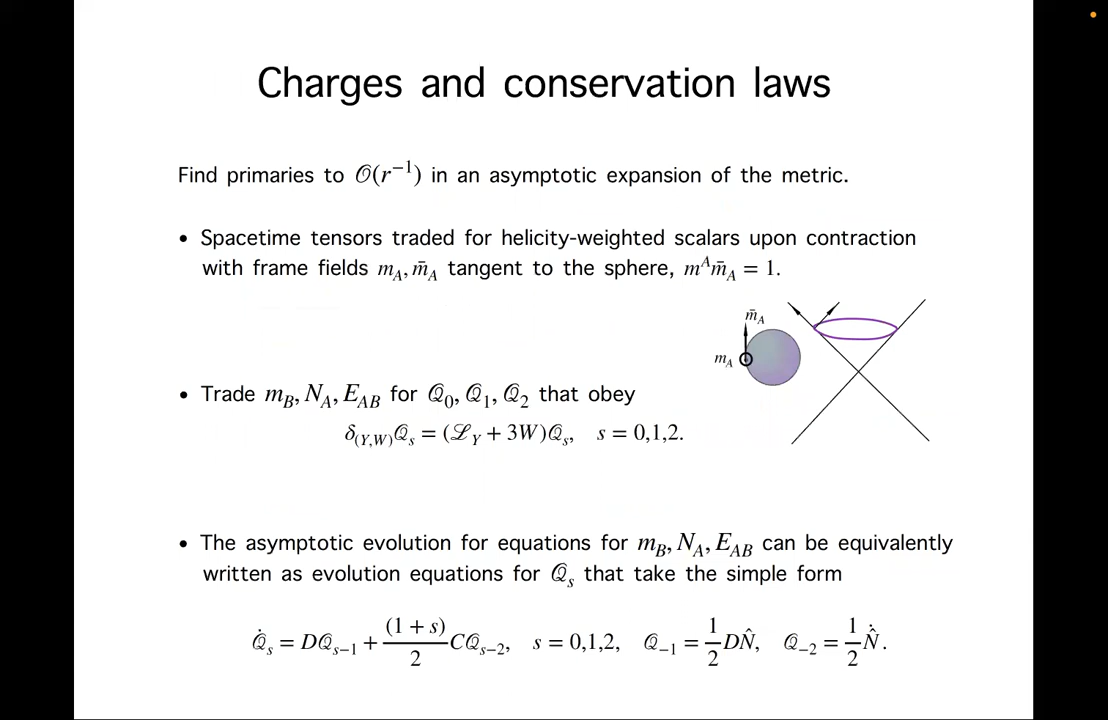 Charges and conservation laws
Find primaries to 𝒪(r⁻¹) in an asymptotic expansion of the metric.
• Spacetime tensors traded for helicity-weighted scalars upon contraction
with frame fields m_A, m̄_A tangent to the sphere, m^A m̄_A = 1.
m̄_A
m_A
• Trade m_B, N_A, E_AB for 𝒬₀, 𝒬₁, 𝒬₂ that obey
δ_(Y,W) 𝒬_s = (ℒ_Y + 3W)𝒬_s, s = 0,1,2.
• The asymptotic evolution for equations for m_B, N_A, E_AB can be equivalently
written as evolution equations for 𝒬_s that take the simple form
𝒬̇_s = D𝒬_{s−1} + (1 + s)/2 C𝒬_{s−2}, s = 0,1,2, 𝒬_{−1} = 1/2 DN̂, 𝒬_{−2} = 1/2 N̂̇.